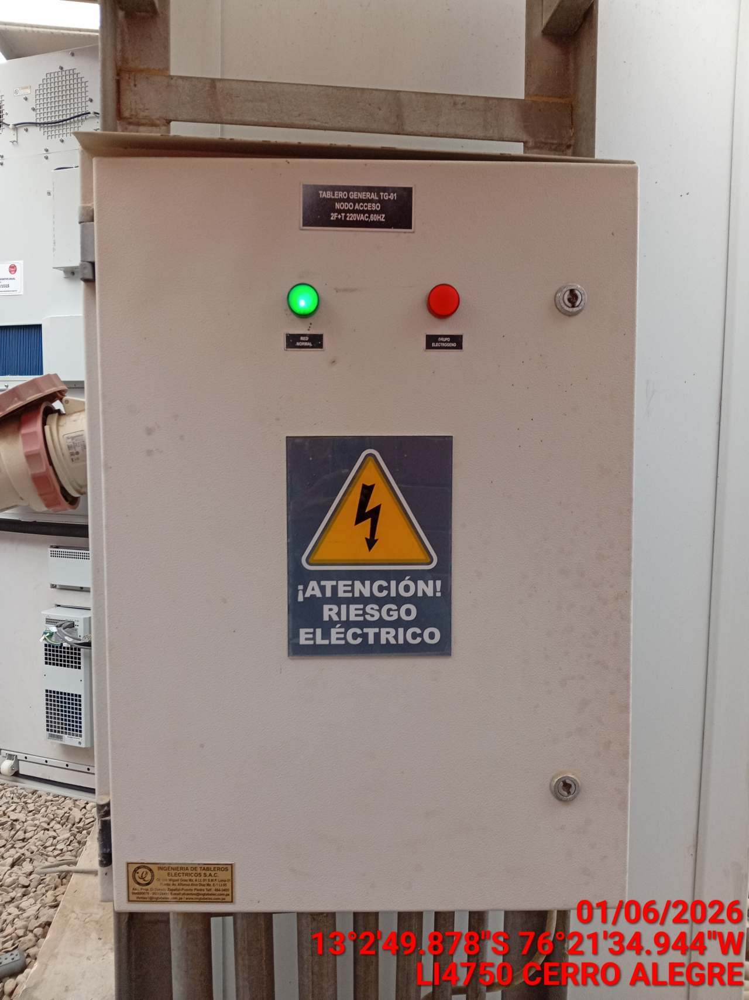 TABLERO GENERAL TG-01
NODO ACCESO
2F+T 220VAC,60HZ
RED
NORMAL
GRUPO
ELECTROGENO
¡ATENCIÓN!
RIESGO
ELÉCTRICO
INGENIERIA DE TABLEROS
ELECTRICOS S.A.C.
01/06/2026
13°2'49.878"S 76°21'34.944"W
LI4750 CERRO ALEGRE